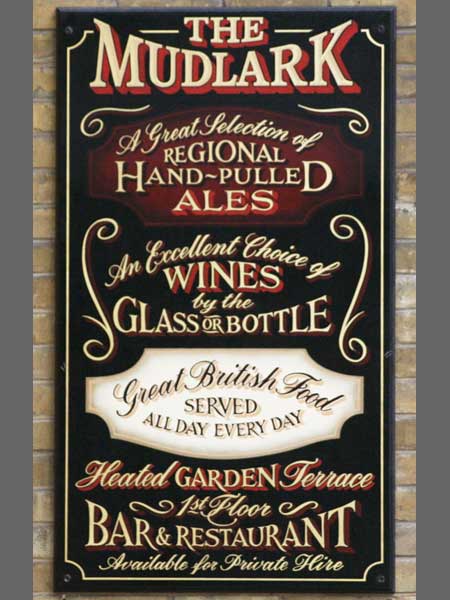 THE
MUDLARK
A Great Selection of
REGIONAL
HAND~PULLED
ALES
An Excellent Choice of
WINES
by the
GLASS OR BOTTLE
Great British Food
SERVED
ALL DAY EVERY DAY
Heated GARDEN Terrace
1st Floor
BAR & RESTAURANT
Available for Private Hire